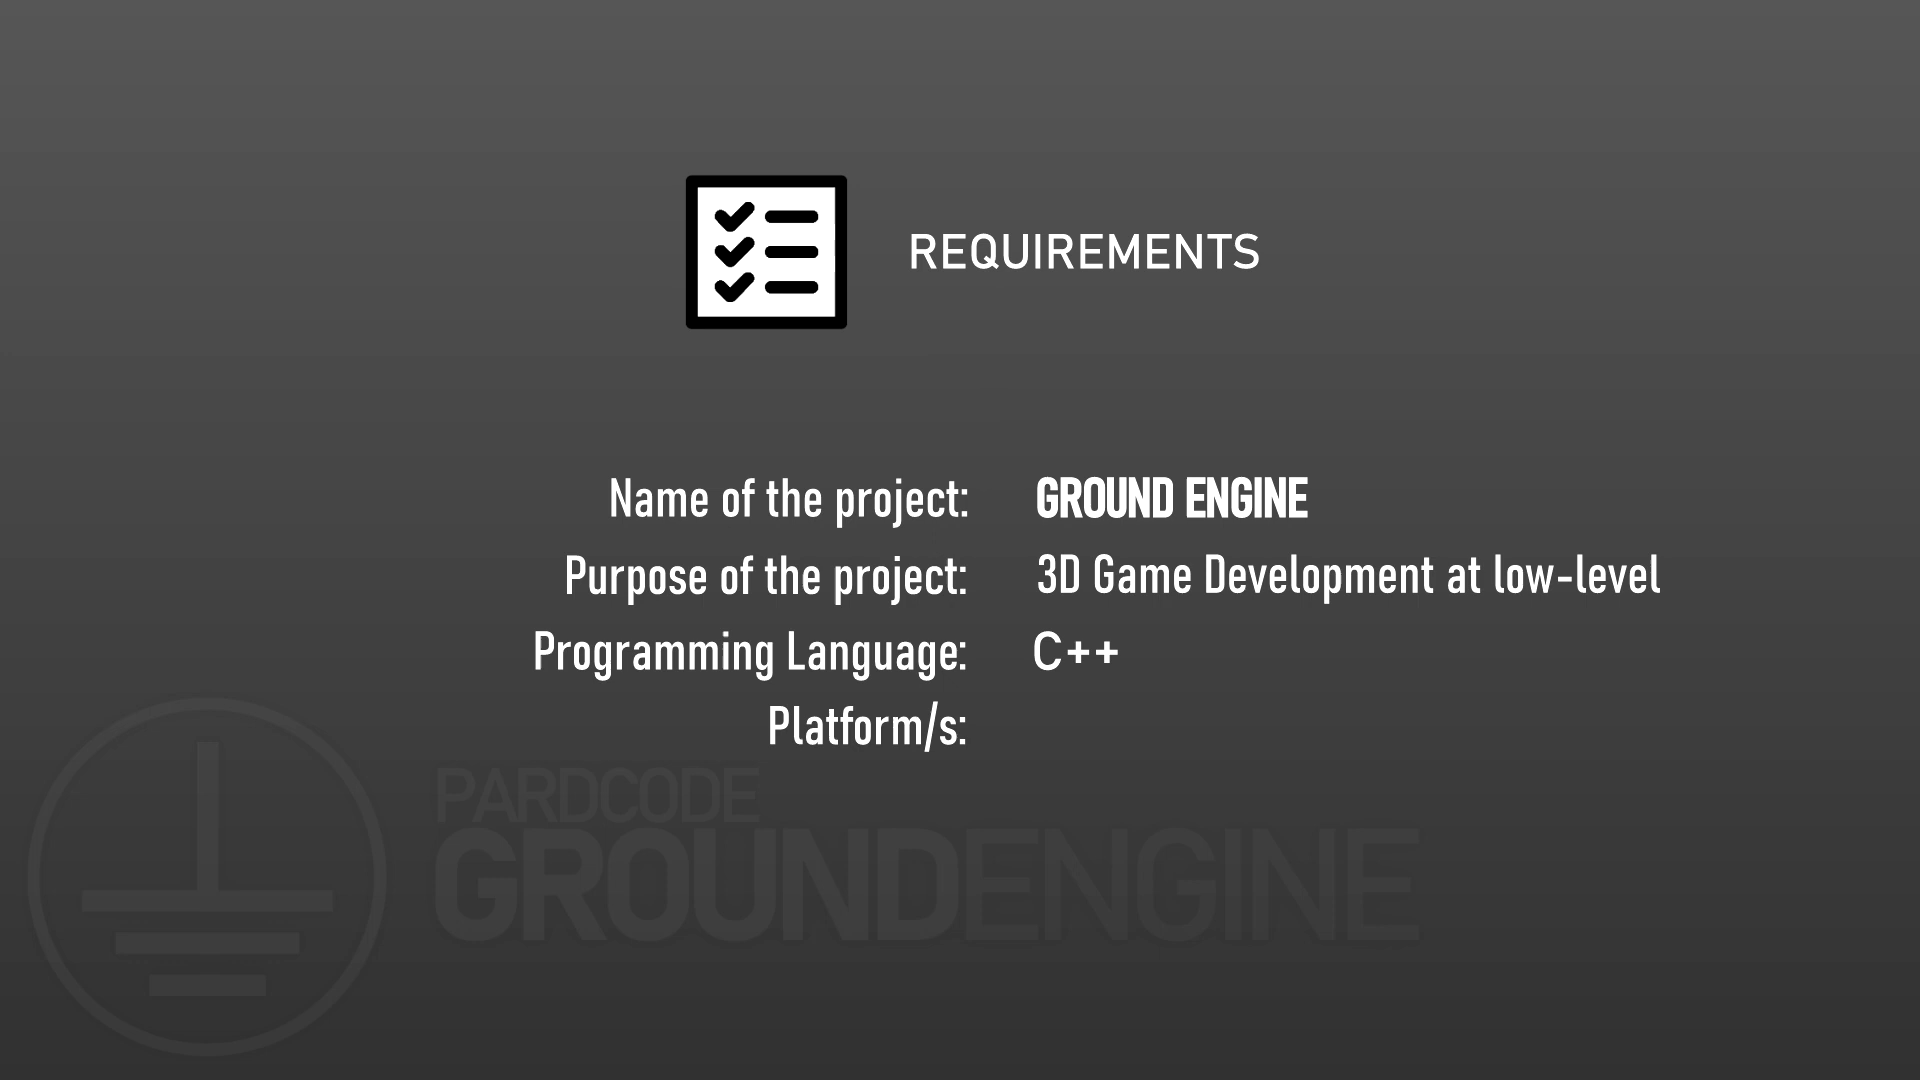 REQUIREMENTS
Name of the project: GROUND ENGINE
Purpose of the project: 3D Game Development at low-level
Programming Language: C++
Platform/s:
PARDCODE
GROUNDENGINE